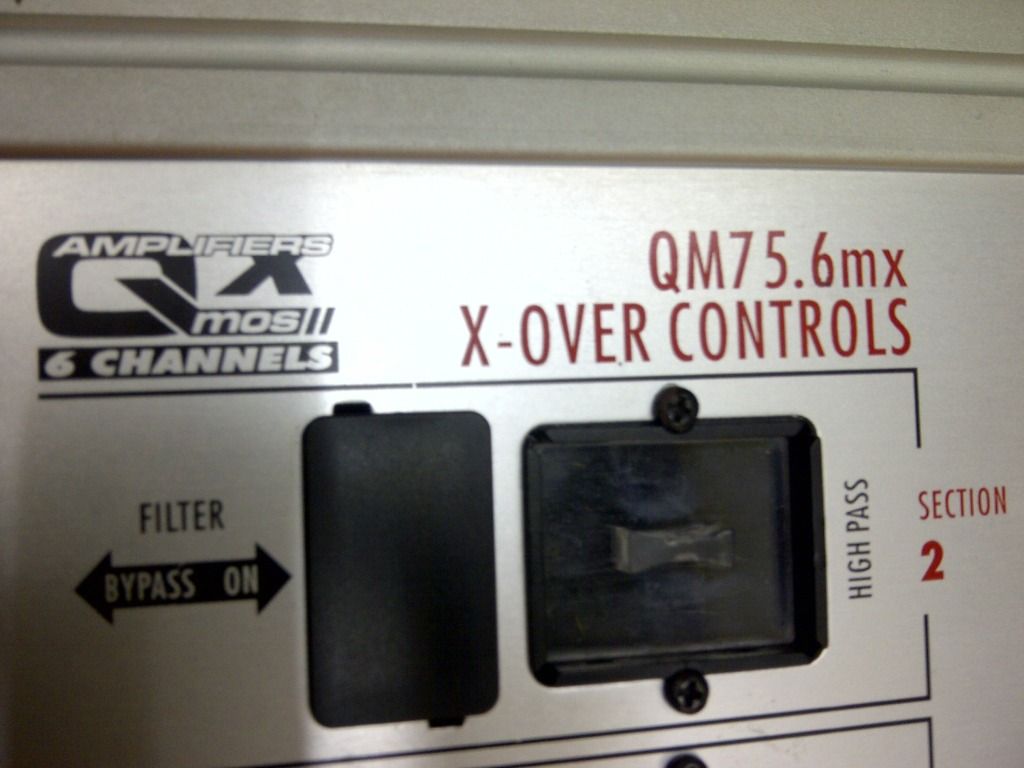 AMPLIFIERS
QX
mos II
6 CHANNELS
QM75.6mx
X-OVER CONTROLS
FILTER
BYPASS ON
HIGH PASS
SECTION
2